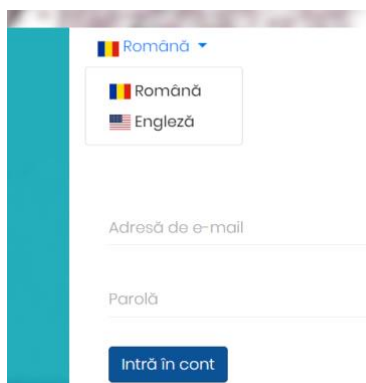 Română
Română
Engleză
Adresă de e-mail
Parolă
Intră în cont